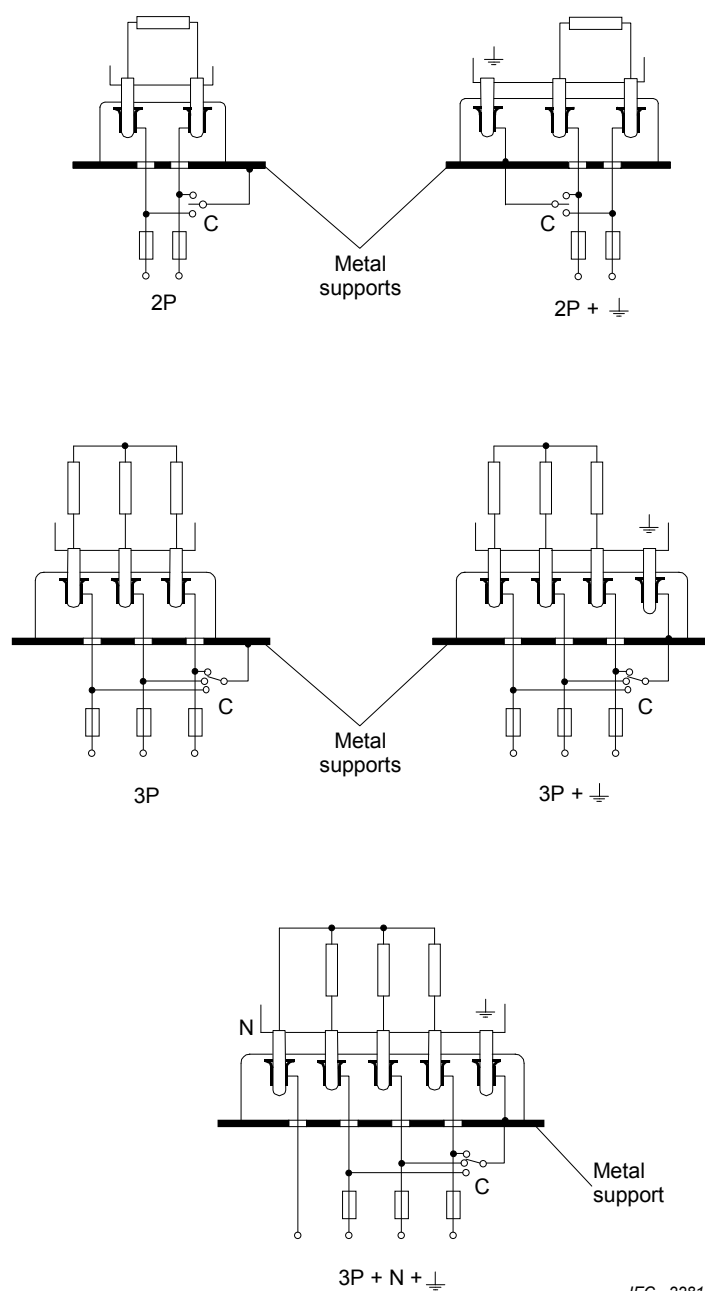 C
C
Metal
supports
2P
2P + ⏚
C
C
Metal
supports
3P
3P + ⏚
N
C
Metal
support
3P + N + ⏚